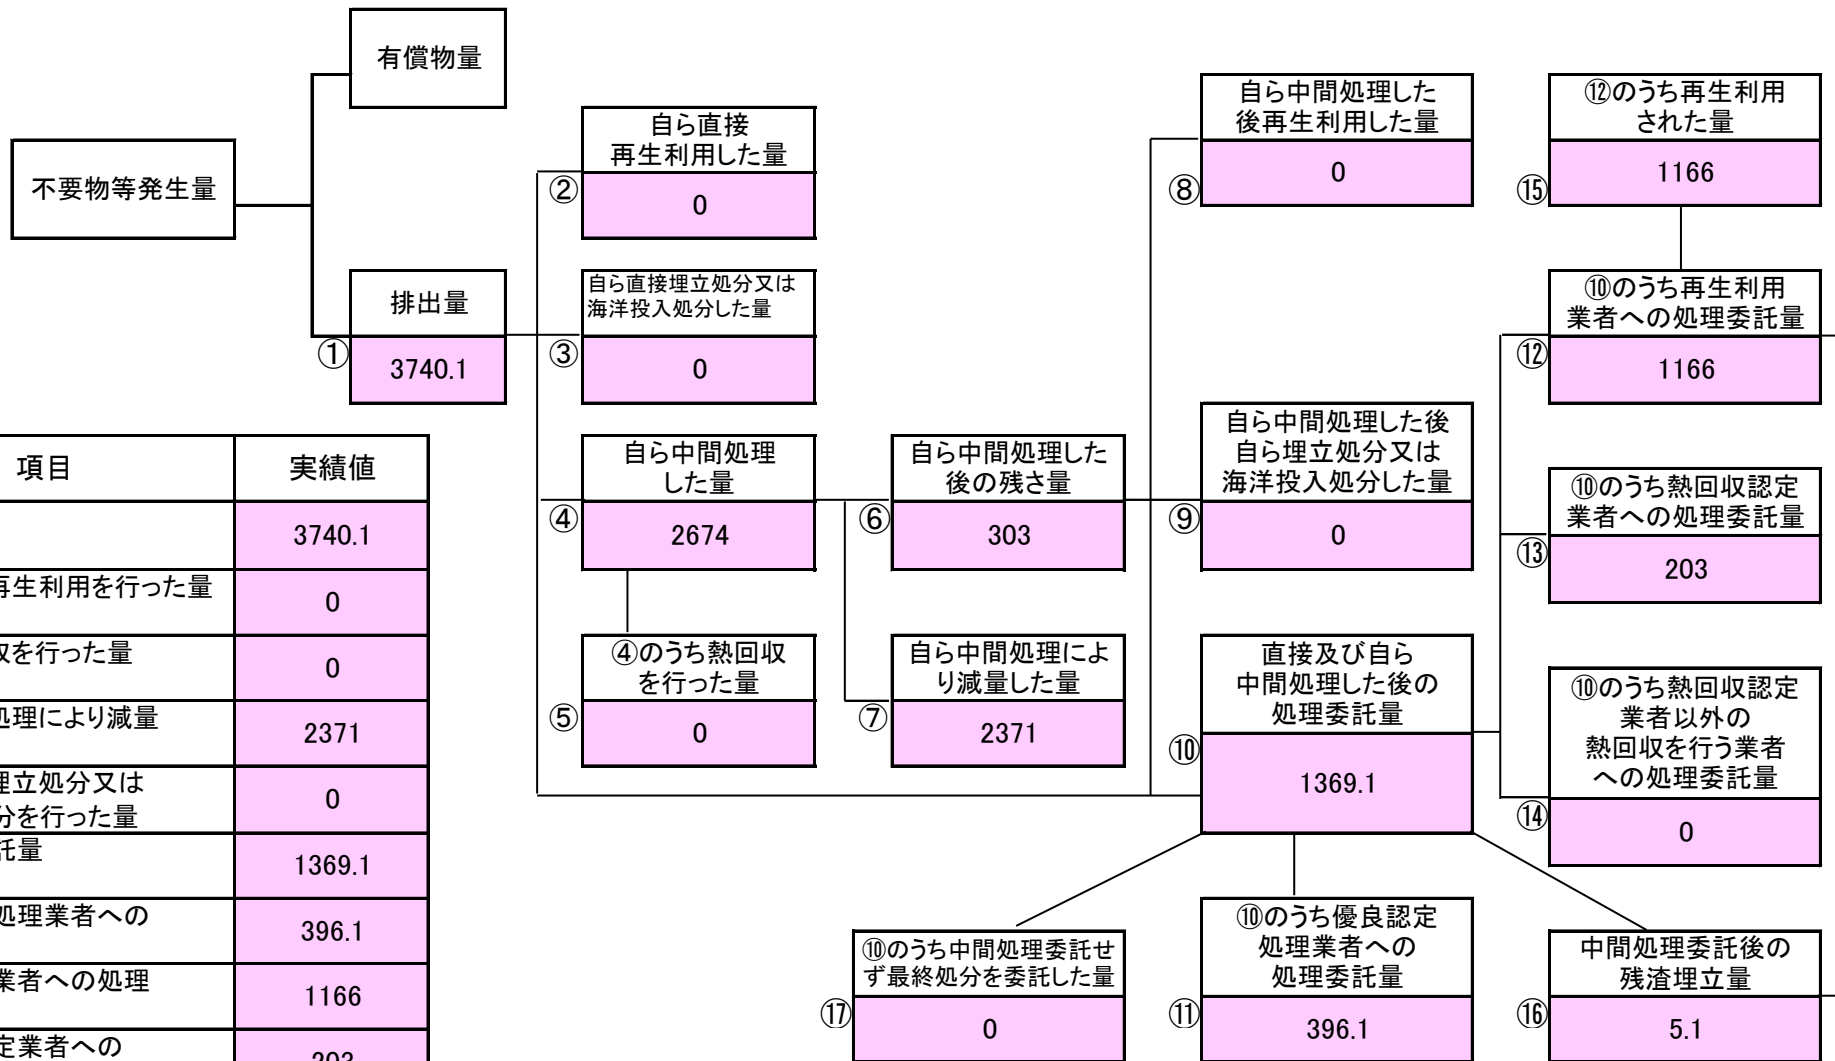 有償物量
不要物等発生量
排出量
①
3740.1
自ら直接
再生利用した量
②
0
自ら直接埋立処分又は
海洋投入処分した量
③
0
自ら中間処理
した量
④
2674
④のうち熱回収
を行った量
⑤
0
自ら中間処理した
後の残さ量
⑥
303
自ら中間処理によ
り減量した量
⑦
2371
自ら中間処理した
後再生利用した量
⑧
0
自ら中間処理した後
自ら埋立処分又は
海洋投入処分した量
⑨
0
直接及び自ら
中間処理した後の
処理委託量
⑩
1369.1
⑫のうち再生利用
された量
⑮
1166
⑩のうち再生利用
業者への処理委託量
⑫
1166
⑩のうち熱回収認定
業者への処理委託量
⑬
203
⑩のうち熱回収認定
業者以外の
熱回収を行う業者
への処理委託量
⑭
0
⑩のうち中間処理委託せ
ず最終処分を委託した量
⑰
0
⑩のうち優良認定
処理業者への
処理委託量
⑪
396.1
中間処理委託後の
残渣埋立量
⑯
5.1
項目 実績値
3740.1
再生利用を行った量 0
を行った量 0
処理により減量 2371
埋立処分又は
分を行った量 0
託量 1369.1
処理業者への 396.1
業者への処理 1166
定業者への 203